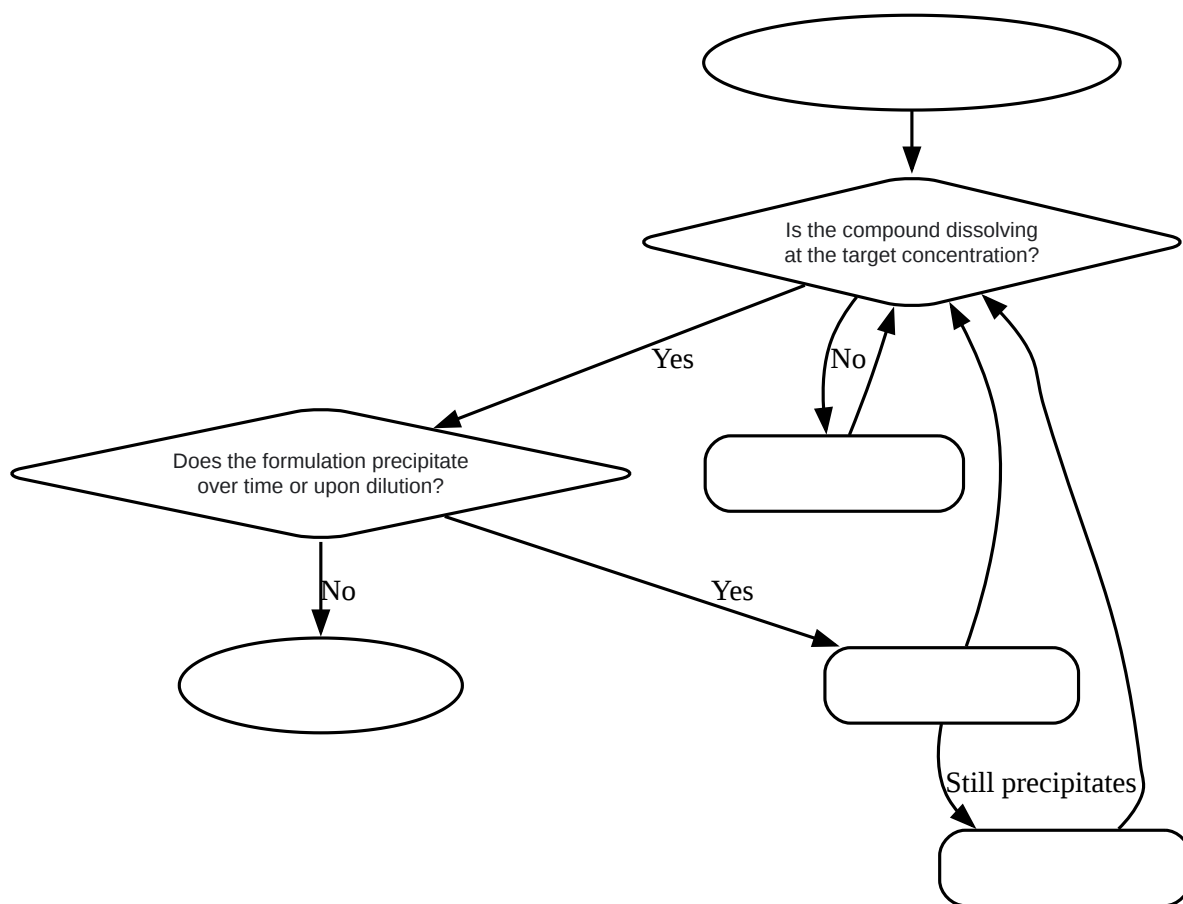 Is the compound dissolving
at the target concentration?
Yes
No
Does the formulation precipitate
over time or upon dilution?
No
Yes
Still precipitates